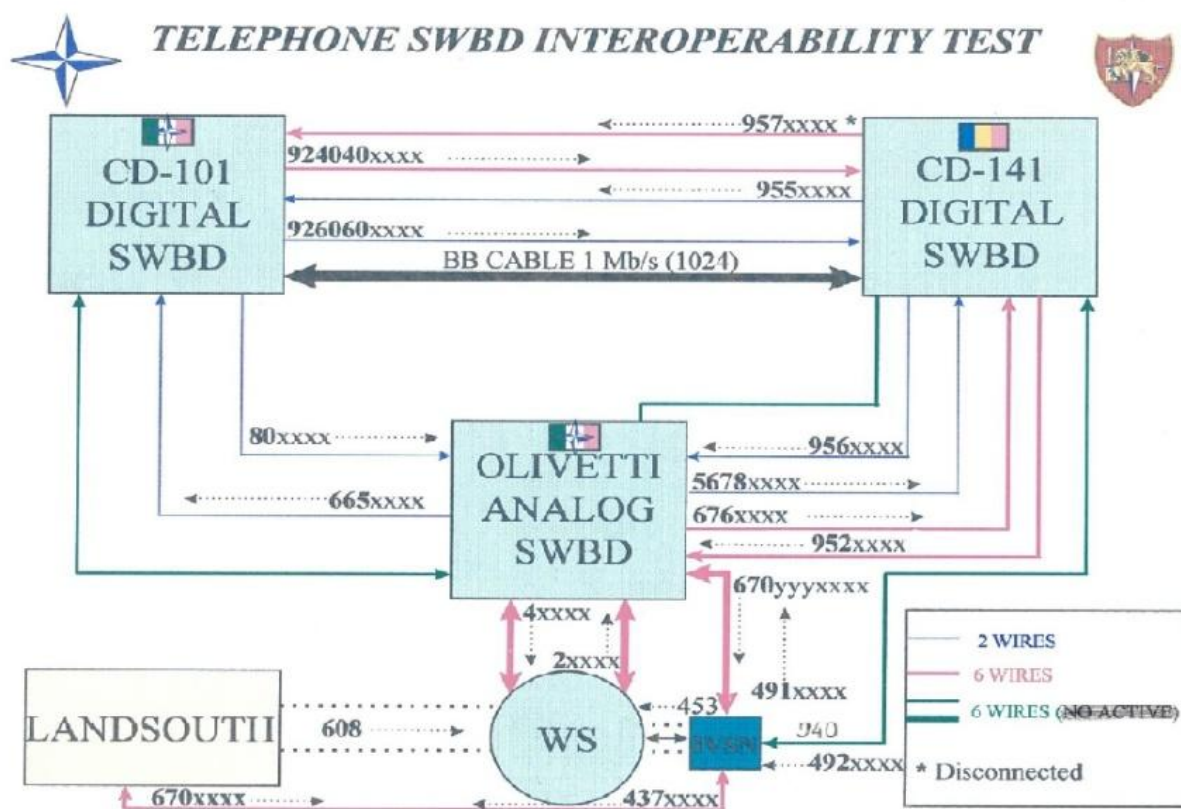 TELEPHONE SWBD INTEROPERABILITY TEST
957xxxx *
924040xxxx
955xxxx
926060xxxx
BB CABLE 1 Mb/s (1024)
CD-101
DIGITAL
SWBD
CD-141
DIGITAL
SWBD
80xxxx
665xxxx
OLIVETTI
ANALOG
SWBD
956xxxx
5678xxxx
676xxxx
952xxxx
670yyyxxxx
4xxxx
2xxxx
491xxxx
453
LANDSOUTH
608
WS
940
492xxxx
670xxxx
437xxxx
2 WIRES
6 WIRES
6 WIRES (NO ACTIVE)
* Disconnected